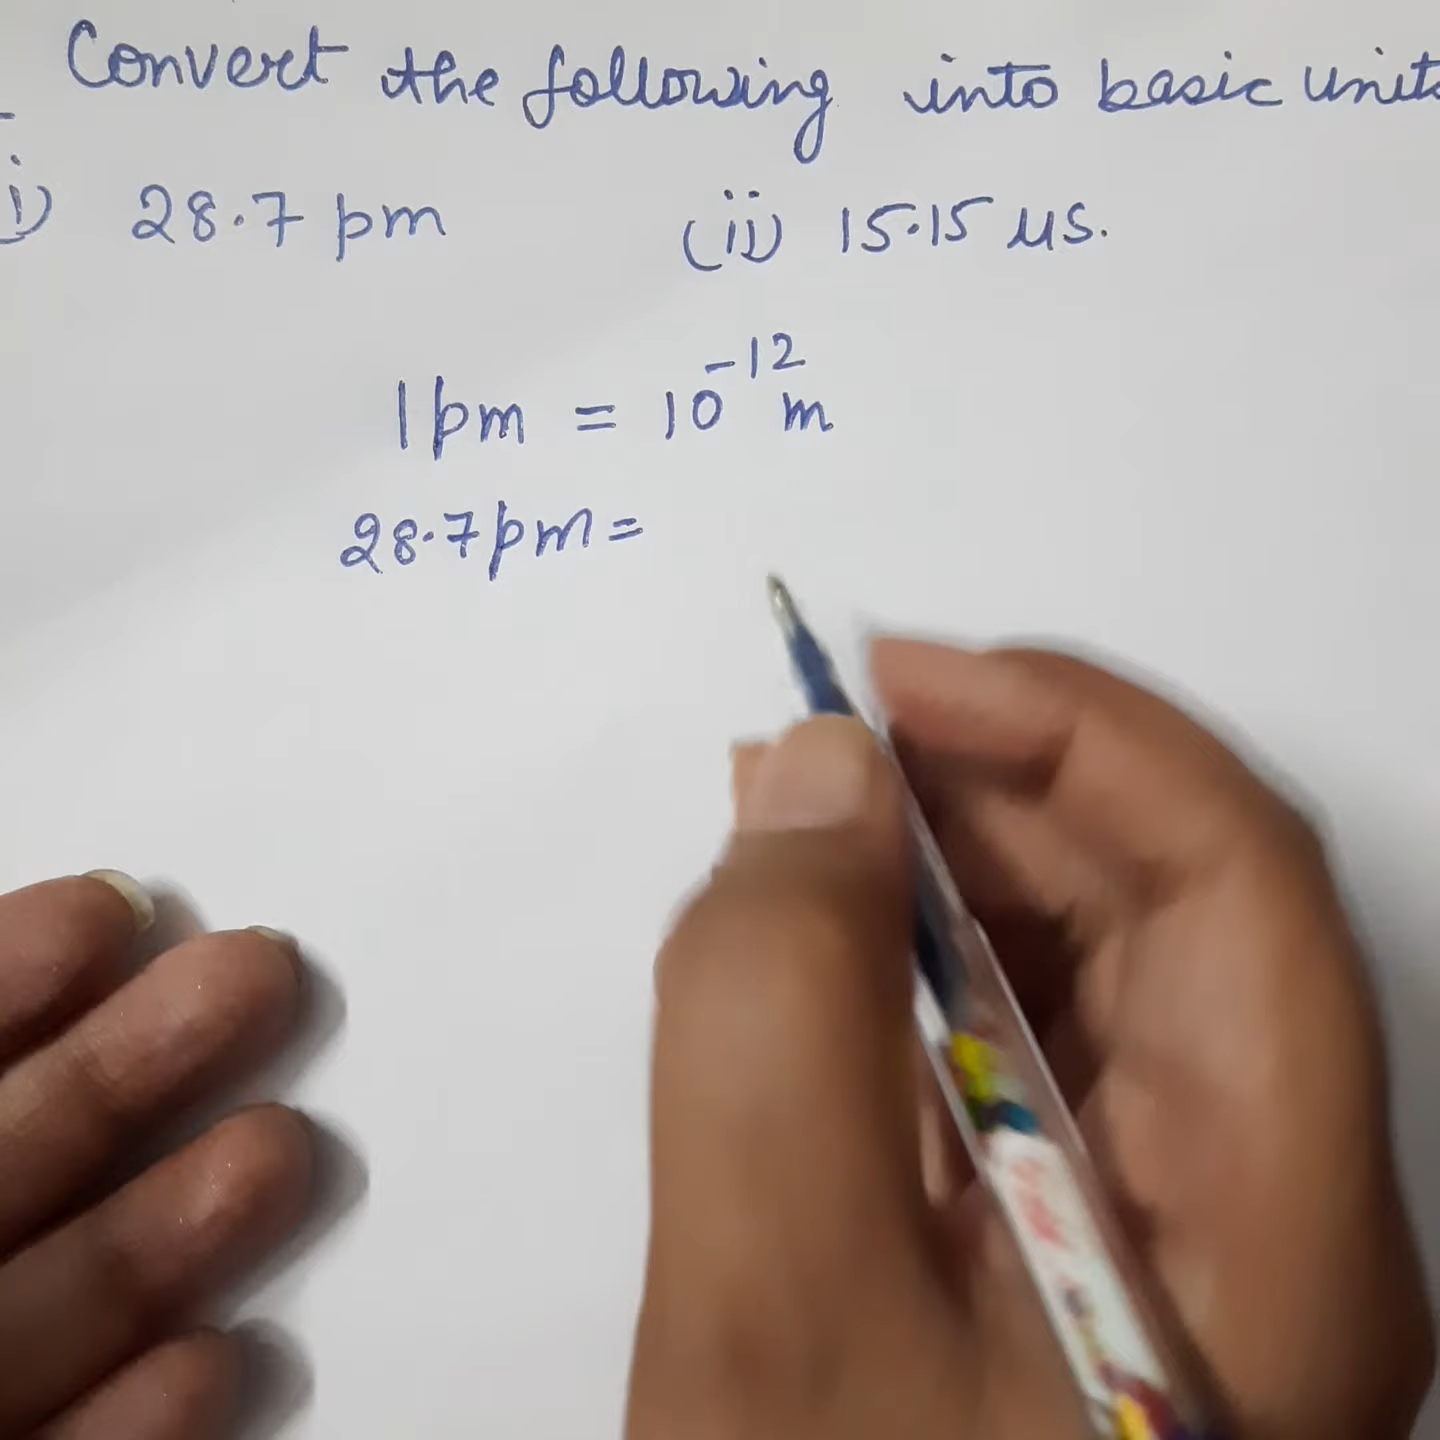 Convert the following into basic units
i) 28.7 pm (ii) 15.15 μs.
1 pm = 10⁻¹² m
28.7 pm =